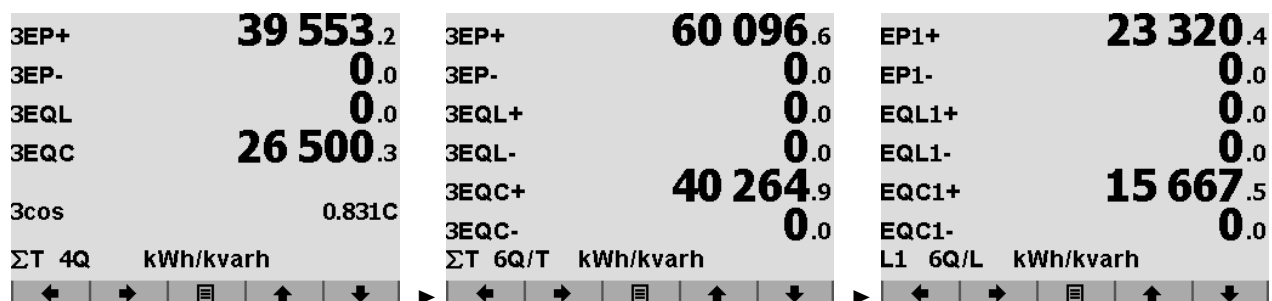 3EP+ 39 553.2
3EP- 0.0
3EQL 0.0
3EQC 26 500.3
3cos 0.831C
ΣT 4Q kWh/kvarh
3EP+ 60 096.6
3EP- 0.0
3EQL+ 0.0
3EQL- 0.0
3EQC+ 40 264.9
3EQC- 0.0
ΣT 6Q/T kWh/kvarh
EP1+ 23 320.4
EP1- 0.0
EQL1+ 0.0
EQL1- 0.0
EQC1+ 15 667.5
EQC1- 0.0
L1 6Q/L kWh/kvarh